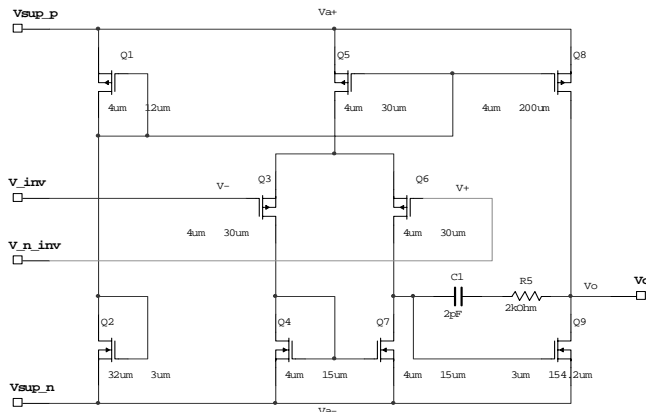 Vsup_p
Va+
Q1
Q5
Q8
4um 12um
4um 30um
4um 200um
V_inv
V-
Q3
Q6
V+
4um 30um
4um 30um
V_n_inv
C1
R5
Vo
Vo
2pF
2kOhm
Q2
Q4
Q7
Q9
32um 3um
4um 15um
4um 15um
3um 154.2um
Vsup_n
Va-